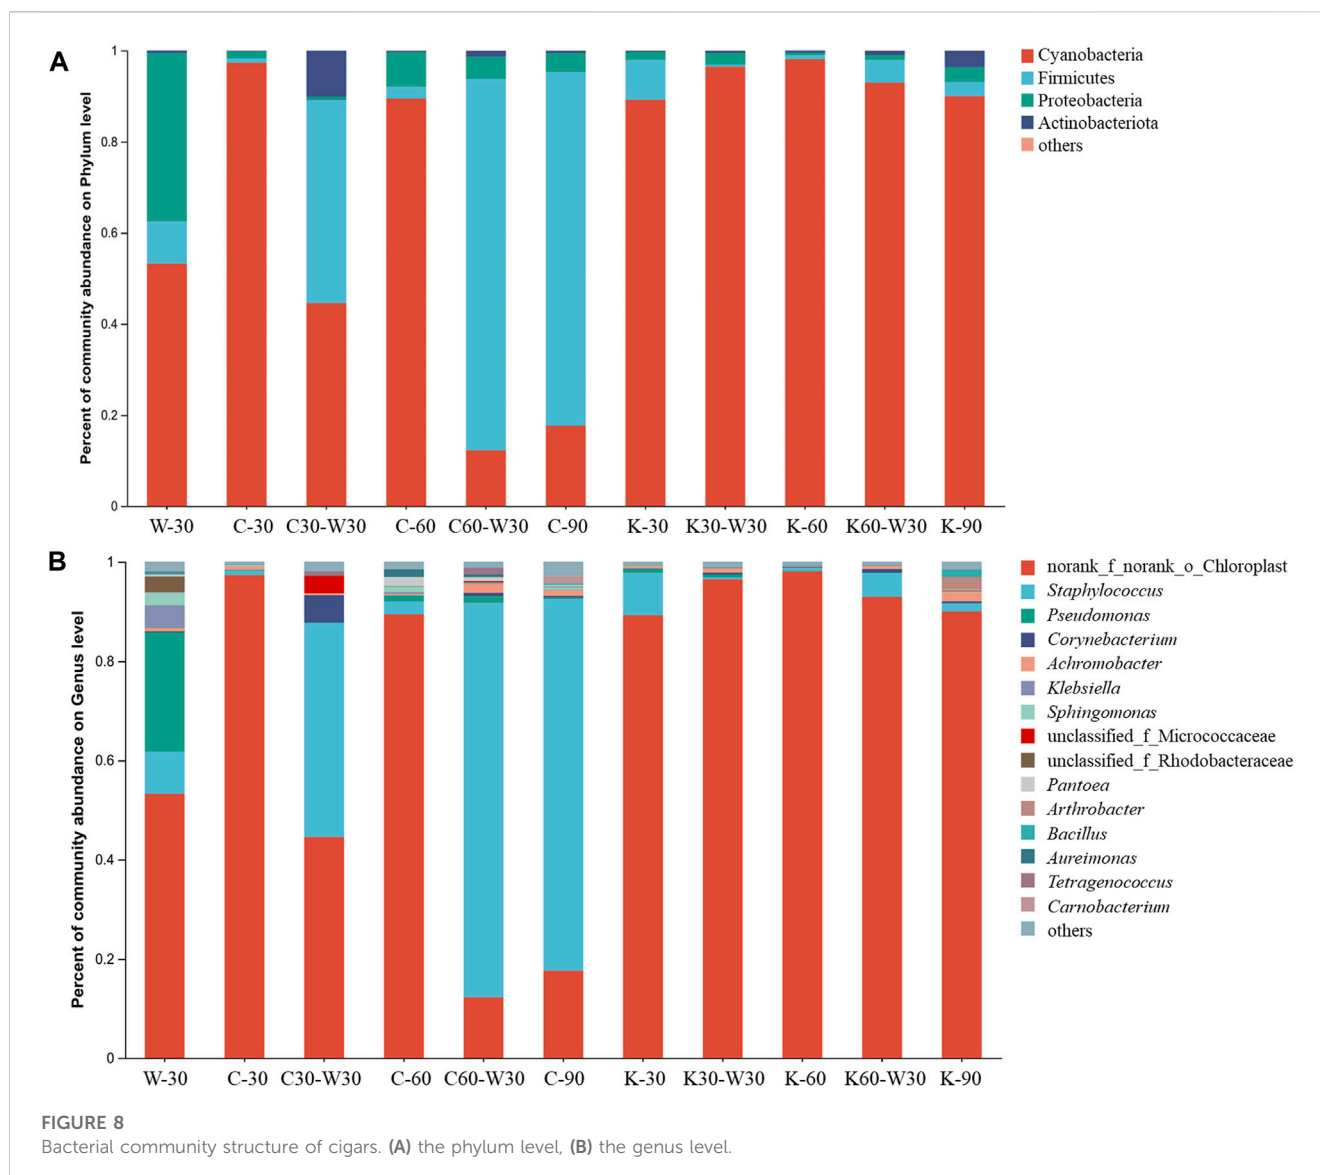 A
Percent of community abundance on Phylum level
1
0.8
0.6
0.4
0.2
0
W-30 C-30 C30-W30 C-60 C60-W30 C-90 K-30 K30-W30 K-60 K60-W30 K-90
Cyanobacteria
Firmicutes
Proteobacteria
Actinobacteriota
others
B
Percent of community abundance on Genus level
1
0.8
0.6
0.4
0.2
0
W-30 C-30 C30-W30 C-60 C60-W30 C-90 K-30 K30-W30 K-60 K60-W30 K-90
norank_f_norank_o_Chloroplast
Staphylococcus
Pseudomonas
Corynebacterium
Achromobacter
Klebsiella
Sphingomonas
unclassified_f_Micrococcaceae
unclassified_f_Rhodobacteraceae
Pantoea
Arthrobacter
Bacillus
Aureimonas
Tetragenococcus
Carnobacterium
others
FIGURE 8
Bacterial community structure of cigars. (A) the phylum level, (B) the genus level.